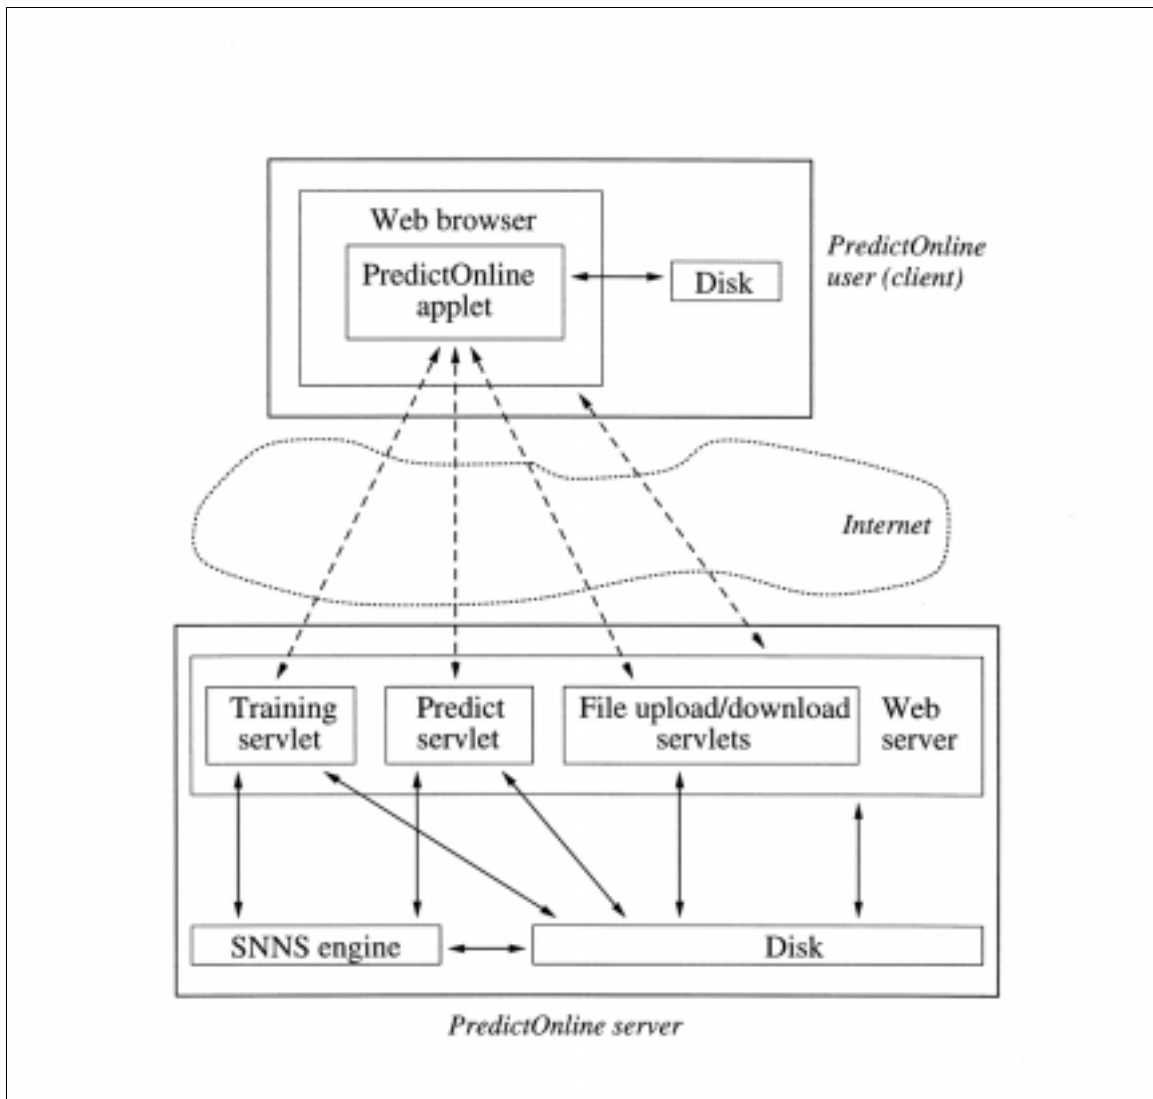 Web browser
PredictOnline
applet
Disk
PredictOnline
user (client)
Internet
Training
servlet
Predict
servlet
File upload/download
servlets
Web
server
SNNS engine
Disk
PredictOnline server